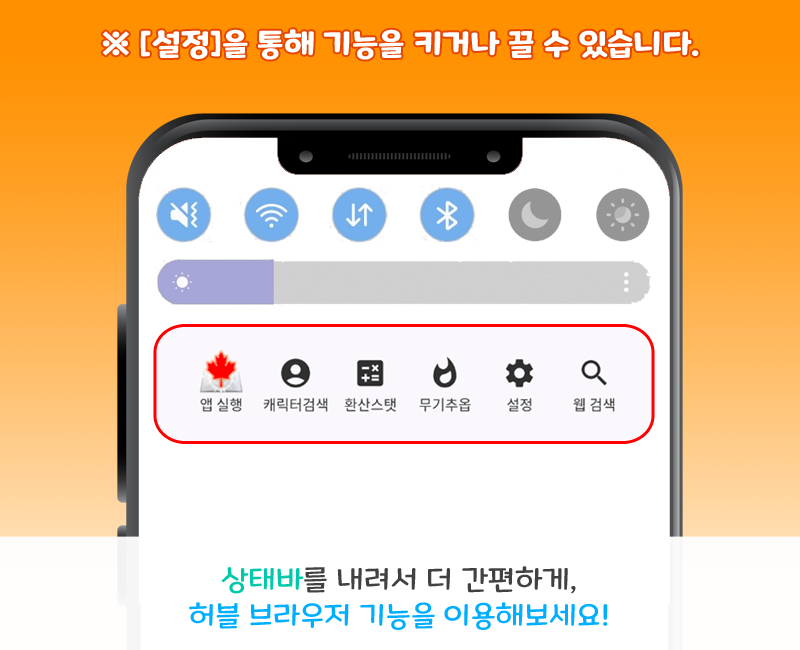 ※ [설정]을 통해 기능을 키거나 끌 수 있습니다.
앱 실행 캐릭터검색 환산스탯 무기추옵 설정 웹 검색
상태바를 내려서 더 간편하게,
허블 브라우저 기능을 이용해보세요!